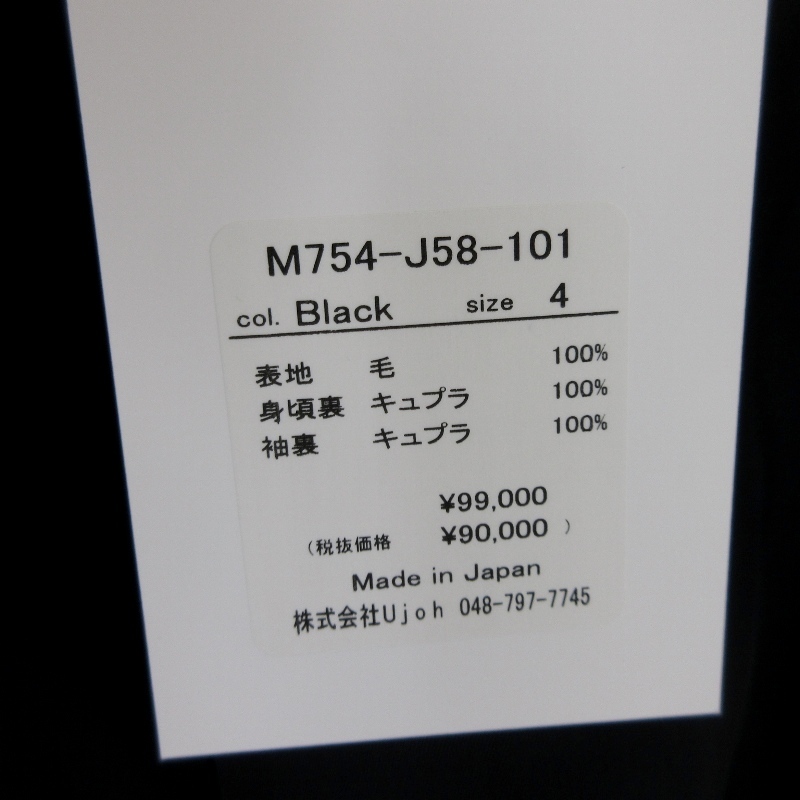 M754-J58-101
col. Black size 4
表地 毛 100%
身頃裏 キュプラ 100%
袖裏 キュプラ 100%
¥99,000
(税抜価格 ¥90,000 )
Made in Japan
株式会社Ujoh 048-797-7745